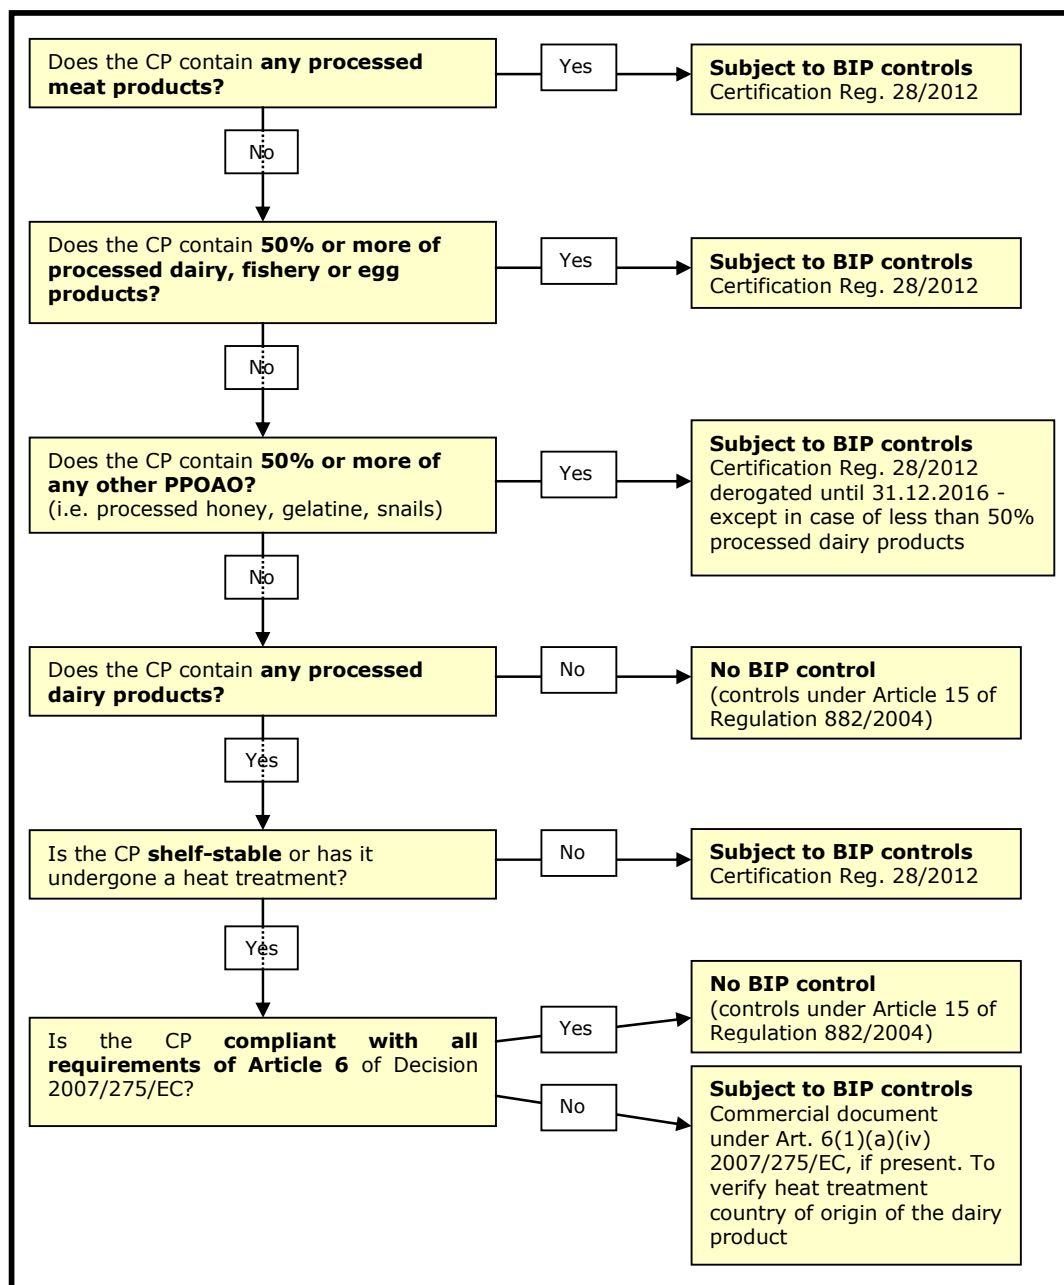 Does the CP contain any processed
meat products?
Yes
Subject to BIP controls
Certification Reg. 28/2012
No
Does the CP contain 50% or more of
processed dairy, fishery or egg
products?
Yes
Subject to BIP controls
Certification Reg. 28/2012
No
Does the CP contain 50% or more of
any other PPOAO?
(i.e. processed honey, gelatine, snails)
Yes
Subject to BIP controls
Certification Reg. 28/2012
derogated until 31.12.2016 -
except in case of less than 50%
processed dairy products
No
Does the CP contain any processed
dairy products?
No
No BIP control
(controls under Article 15 of
Regulation 882/2004)
Yes
Is the CP shelf-stable or has it
undergone a heat treatment?
No
Subject to BIP controls
Certification Reg. 28/2012
Yes
Is the CP compliant with all
requirements of Article 6 of Decision
2007/275/EC?
Yes
No BIP control
(controls under Article 15 of
Regulation 882/2004)
No
Subject to BIP controls
Commercial document
under Art. 6(1)(a)(iv)
2007/275/EC, if present. To
verify heat treatment
country of origin of the dairy
product